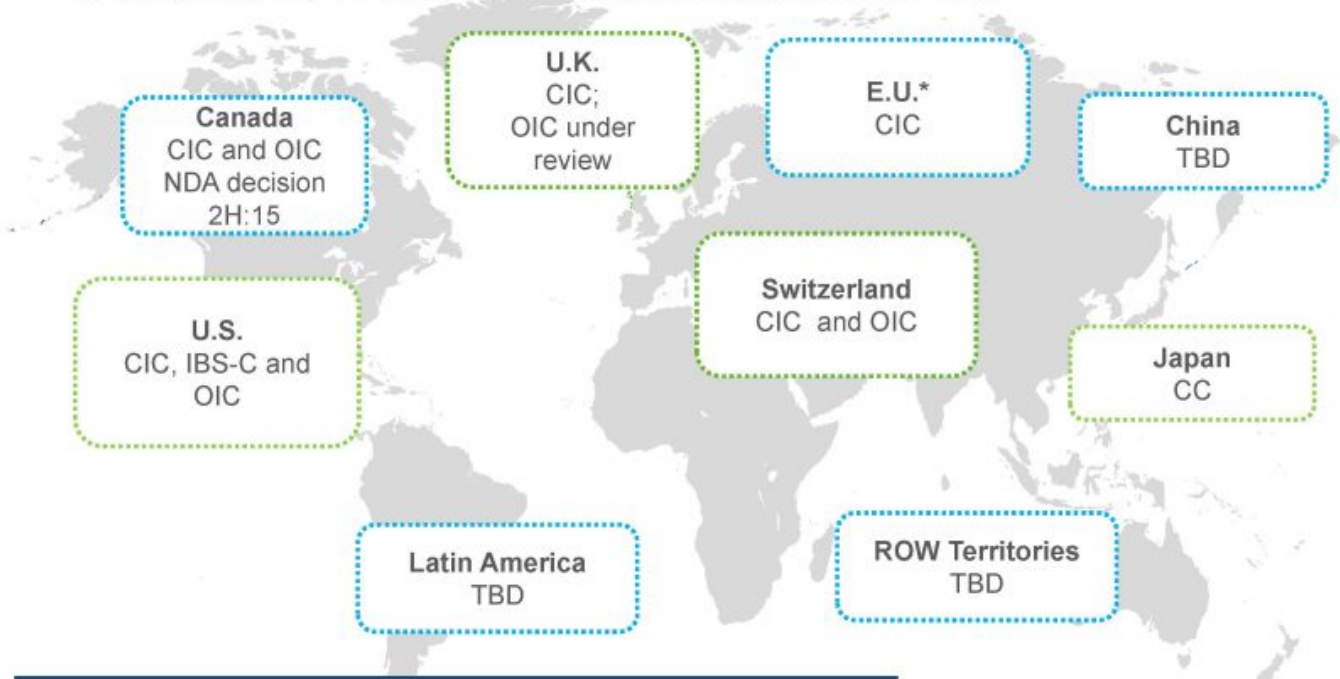 U.K.
CIC;
OIC under
review
E.U.*
CIC
Canada
CIC and OIC
NDA decision
2H:15
China
TBD
U.S.
CIC, IBS-C and
OIC
Switzerland
CIC and OIC
Japan
CC
Latin America
TBD
ROW Territories
TBD